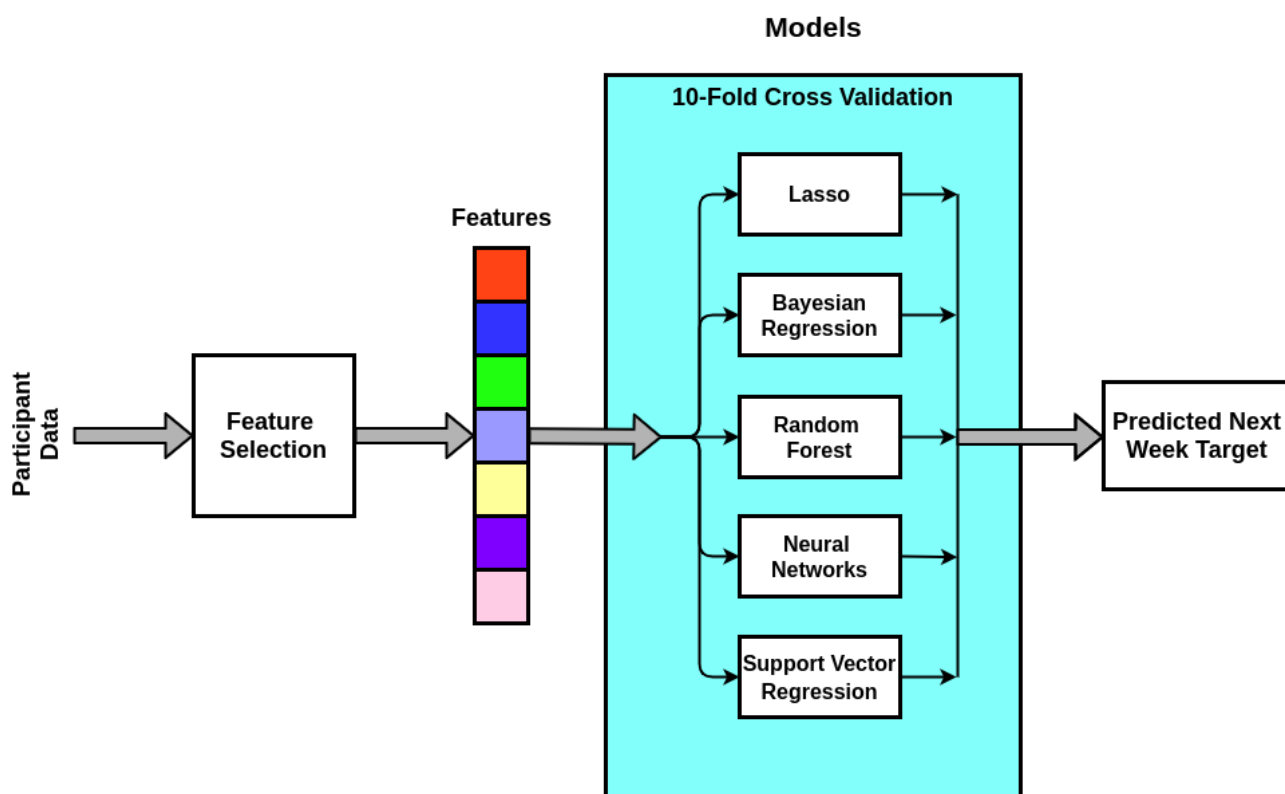 Models
10-Fold Cross Validation
Lasso
Features
Bayesian
Regression
Participant
Data
Feature
Selection
Random
Forest
Predicted Next
Week Target
Neural
Networks
Support Vector
Regression